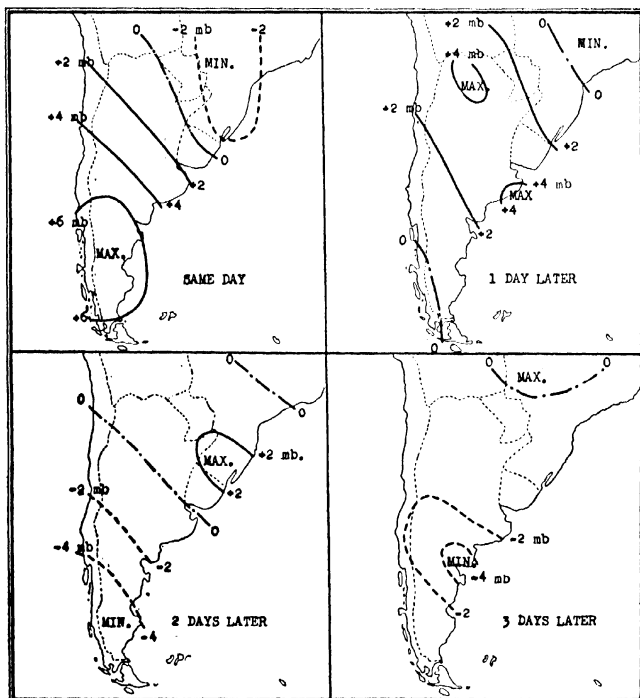 0
-2 mb
-2
MIN.
+2 mb
+4 mb
0
+2
+4
+6 mb
MAX.
SAME DAY
+6
+2 mb
0
MIN.
+4 mb
MAX.
0
+2 mb
+2
+4 mb
MAX
+4
+2
0
1 DAY LATER
0
0
0
0
MAX.
+2 mb.
+2
-2 mb
0
-4 mb
-2
MIN.
2 DAYS LATER
-4
0
0
MAX.
-2 mb
MIN.
-4 mb
-2
3 DAYS LATER